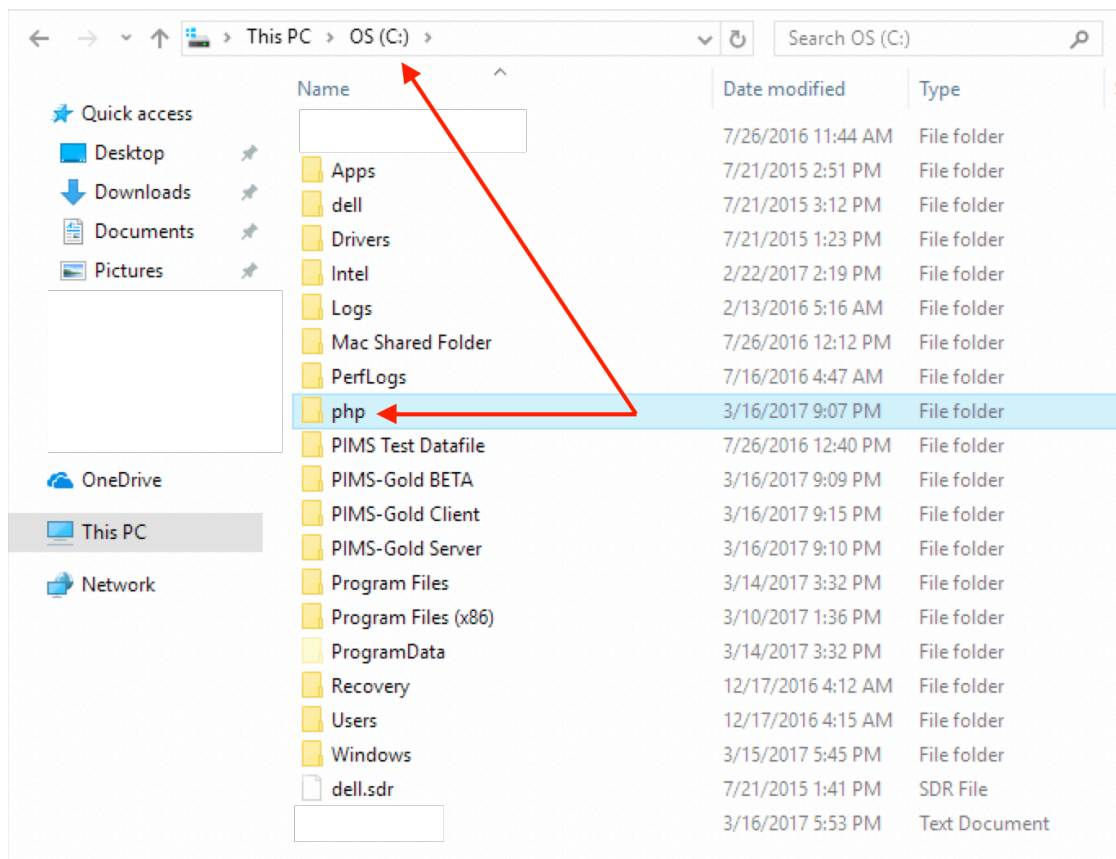 This PC > OS (C:) >
Search OS (C:)
Name Date modified Type
Quick access
Desktop
Downloads
Documents
Pictures
OneDrive
This PC
Network
7/26/2016 11:44 AM File folder
Apps 7/21/2015 2:51 PM File folder
dell 7/21/2015 3:12 PM File folder
Drivers 7/21/2015 1:23 PM File folder
Intel 2/22/2017 2:19 PM File folder
Logs 2/13/2016 5:16 AM File folder
Mac Shared Folder 7/26/2016 12:12 PM File folder
PerfLogs 7/16/2016 4:47 AM File folder
php 3/16/2017 9:07 PM File folder
PIMS Test Datafile 7/26/2016 12:40 PM File folder
PIMS-Gold BETA 3/16/2017 9:09 PM File folder
PIMS-Gold Client 3/16/2017 9:15 PM File folder
PIMS-Gold Server 3/16/2017 9:10 PM File folder
Program Files 3/14/2017 3:32 PM File folder
Program Files (x86) 3/10/2017 1:36 PM File folder
ProgramData 3/14/2017 3:32 PM File folder
Recovery 12/17/2016 4:12 AM File folder
Users 12/17/2016 4:15 AM File folder
Windows 3/15/2017 5:45 PM File folder
dell.sdr 7/21/2015 1:41 PM SDR File
3/16/2017 5:53 PM Text Document